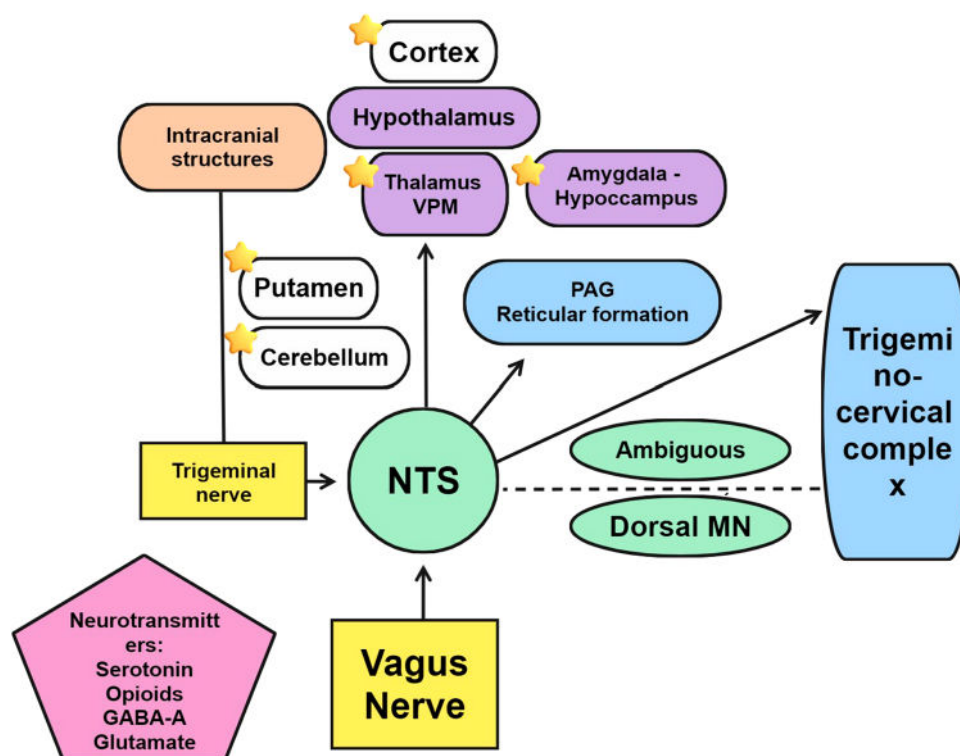 Cortex
Hypothalamus
Intracranial
structures
Thalamus
VPM
Amygdala -
Hypoccampus
Putamen
PAG
Reticular formation
Cerebellum
Trigemi
no-
cervical
comple
x
Trigeminal
nerve
NTS
Ambiguous
Dorsal MN
Neurotransmitt
ers:
Serotonin
Opioids
GABA-A
Glutamate
Vagus
Nerve